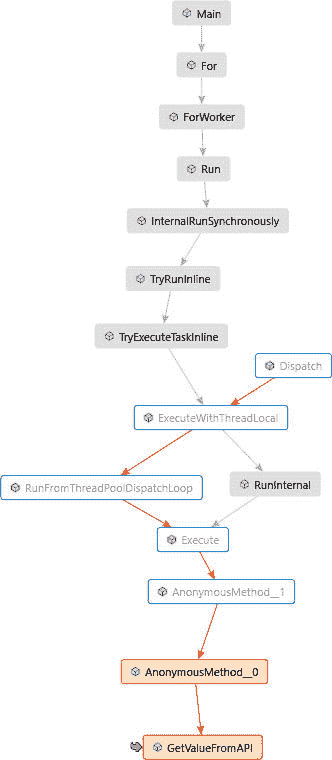 Main
For
ForWorker
Run
InternalRunSynchronously
TryRunInline
TryExecuteTaskInline
Dispatch
ExecuteWithThreadLocal
RunFromThreadPoolDispatchLoop
RunInternal
Execute
AnonymousMethod__1
AnonymousMethod__0
GetValueFromAPI